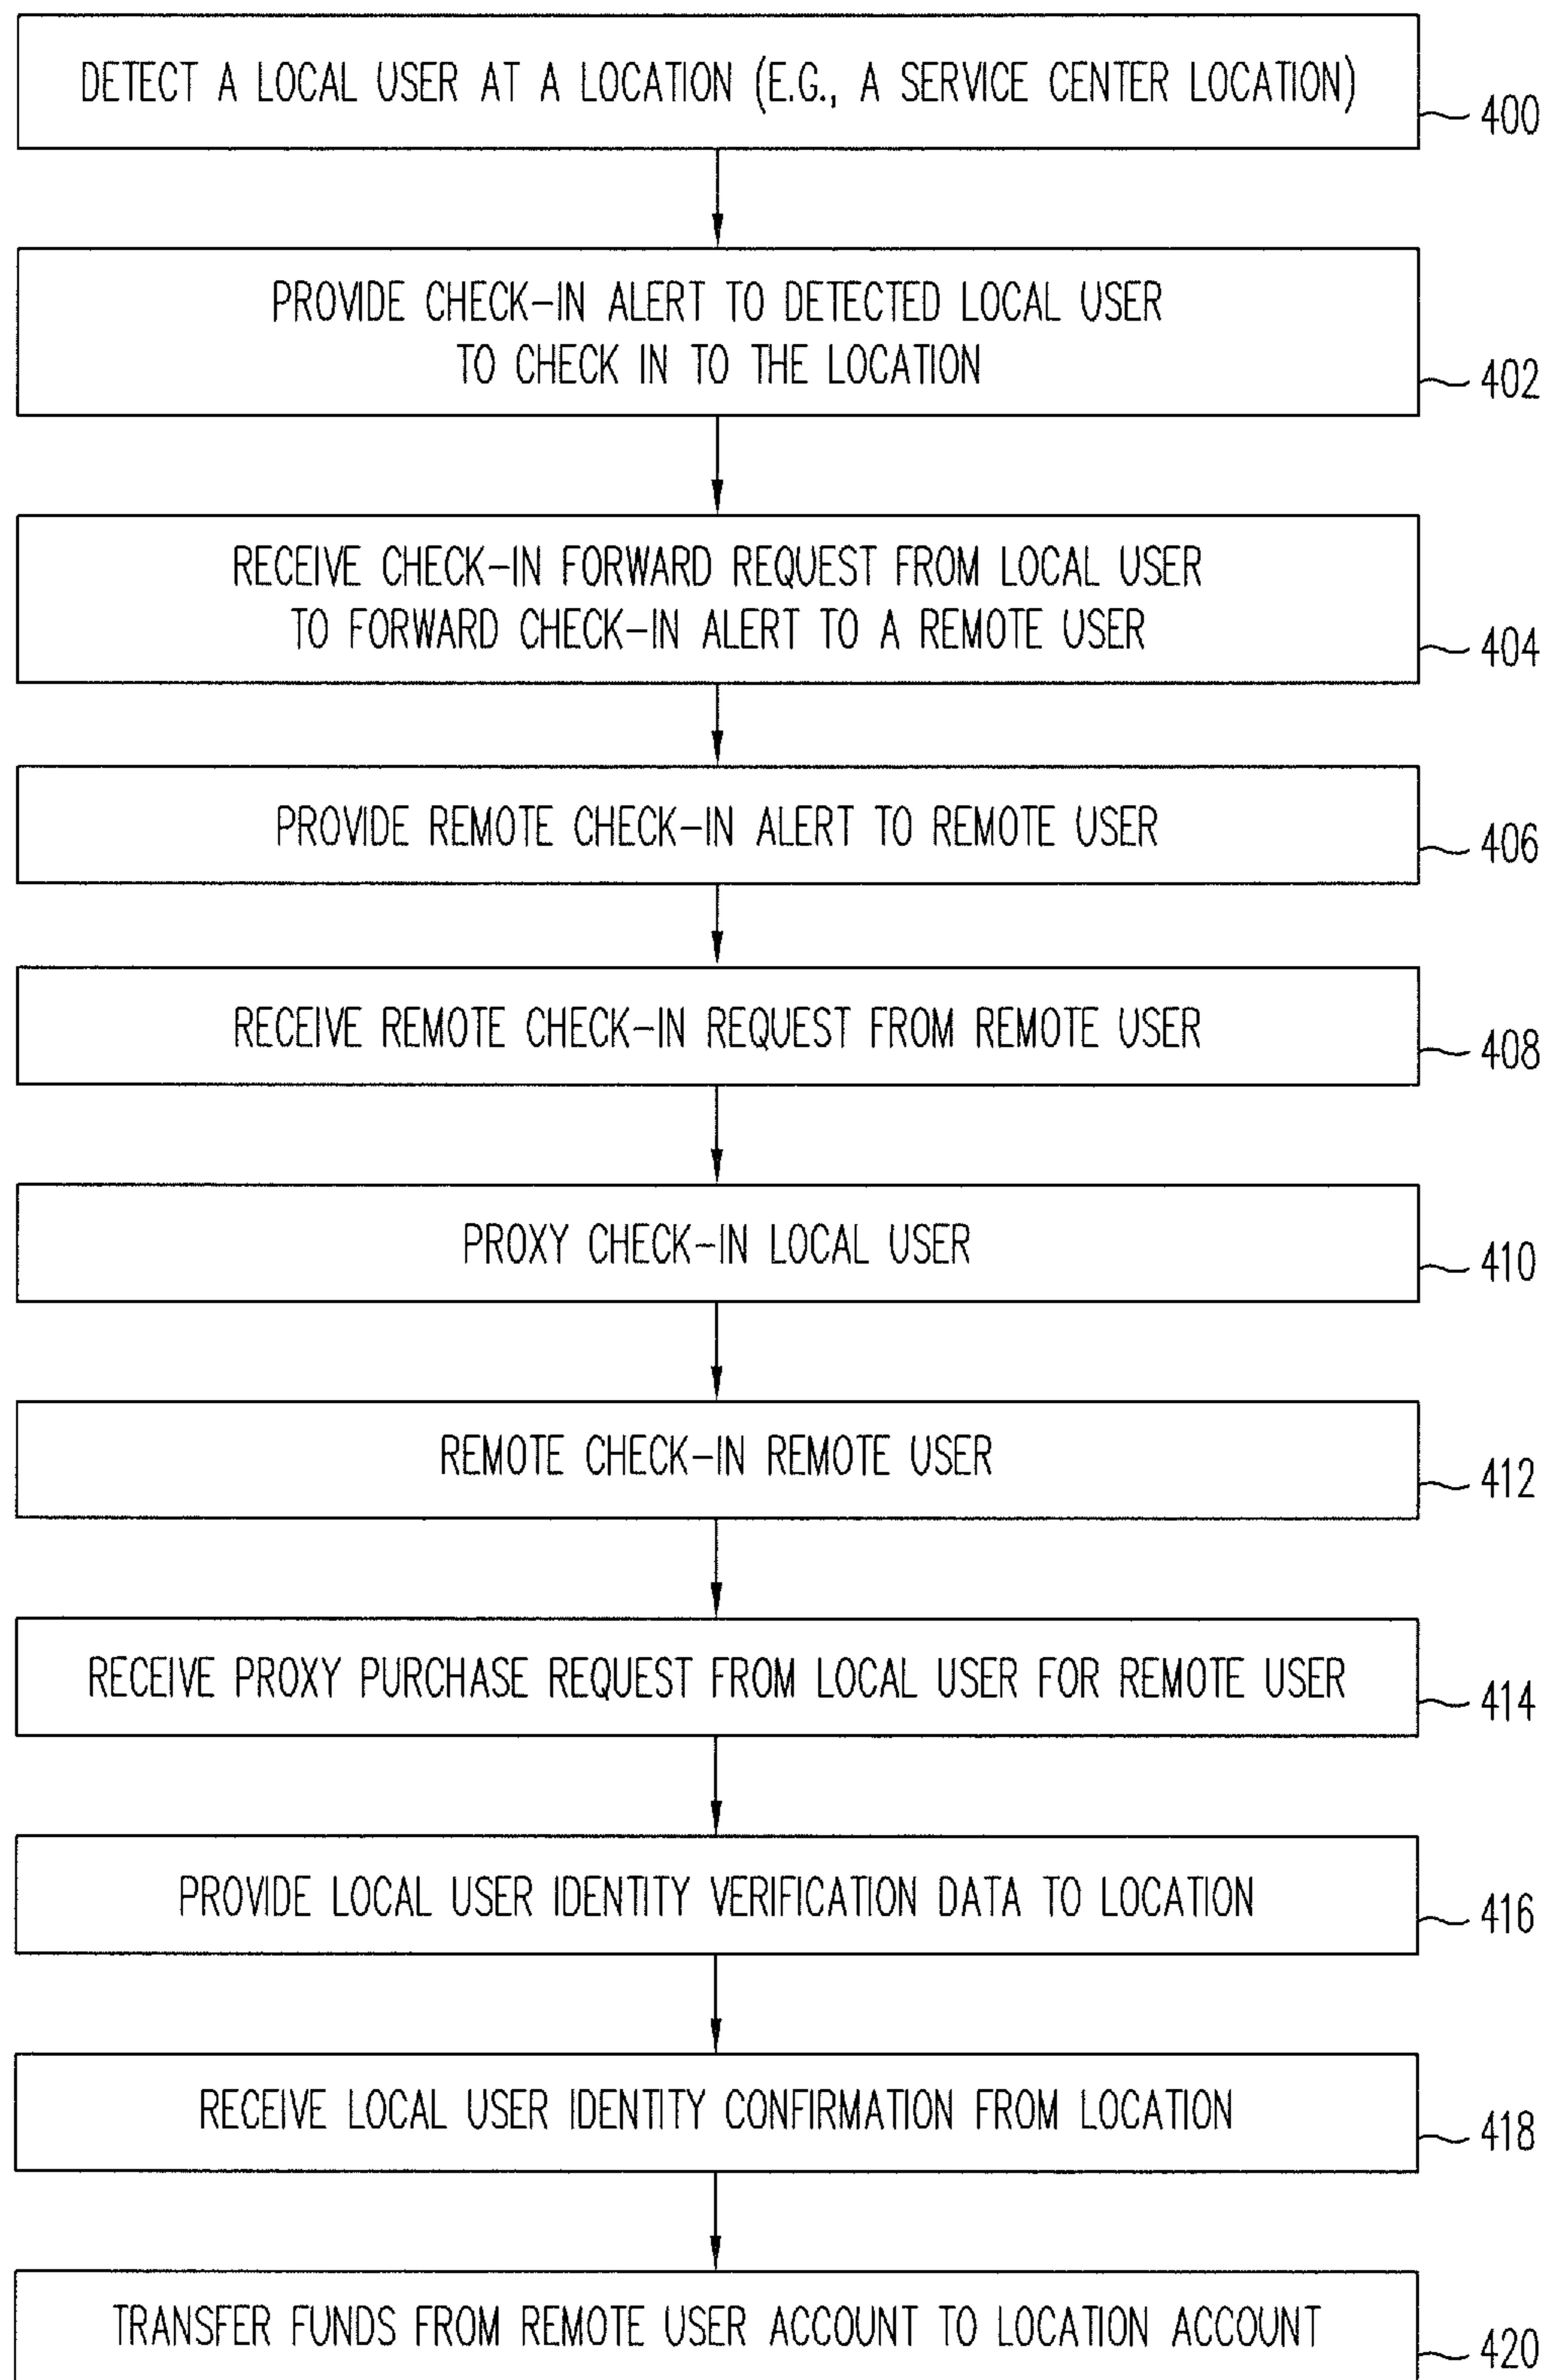 DETECT A LOCAL USER AT A LOCATION (E.G., A SERVICE CENTER LOCATION)
400
PROVIDE CHECK-IN ALERT TO DETECTED LOCAL USER
TO CHECK IN TO THE LOCATION
402
RECEIVE CHECK-IN FORWARD REQUEST FROM LOCAL USER
TO FORWARD CHECK-IN ALERT TO A REMOTE USER
404
PROVIDE REMOTE CHECK-IN ALERT TO REMOTE USER
406
RECEIVE REMOTE CHECK-IN REQUEST FROM REMOTE USER
408
PROXY CHECK-IN LOCAL USER
410
REMOTE CHECK-IN REMOTE USER
412
RECEIVE PROXY PURCHASE REQUEST FROM LOCAL USER FOR REMOTE USER
414
PROVIDE LOCAL USER IDENTITY VERIFICATION DATA TO LOCATION
416
RECEIVE LOCAL USER IDENTITY CONFIRMATION FROM LOCATION
418
TRANSFER FUNDS FROM REMOTE USER ACCOUNT TO LOCATION ACCOUNT
420